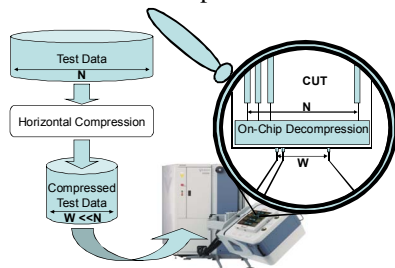 Test Data
N
Horizontal Compression
Compressed
Test Data
W <<N
CUT
N
On-Chip Decompression
W